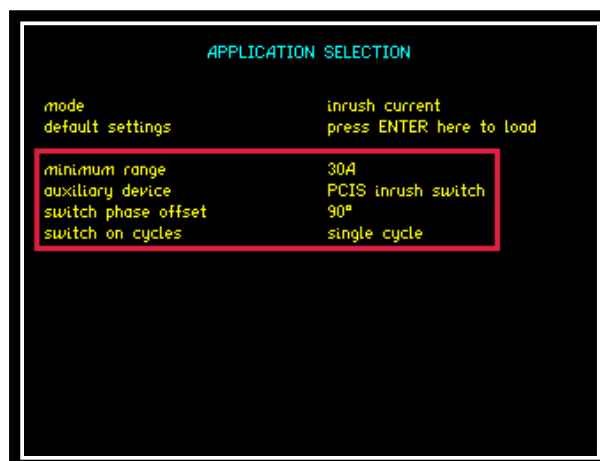 APPLICATION SELECTION
mode inrush current
default settings press ENTER here to load
minimum range 30A
auxiliary device PCIS inrush switch
switch phase offset 90°
switch on cycles single cycle